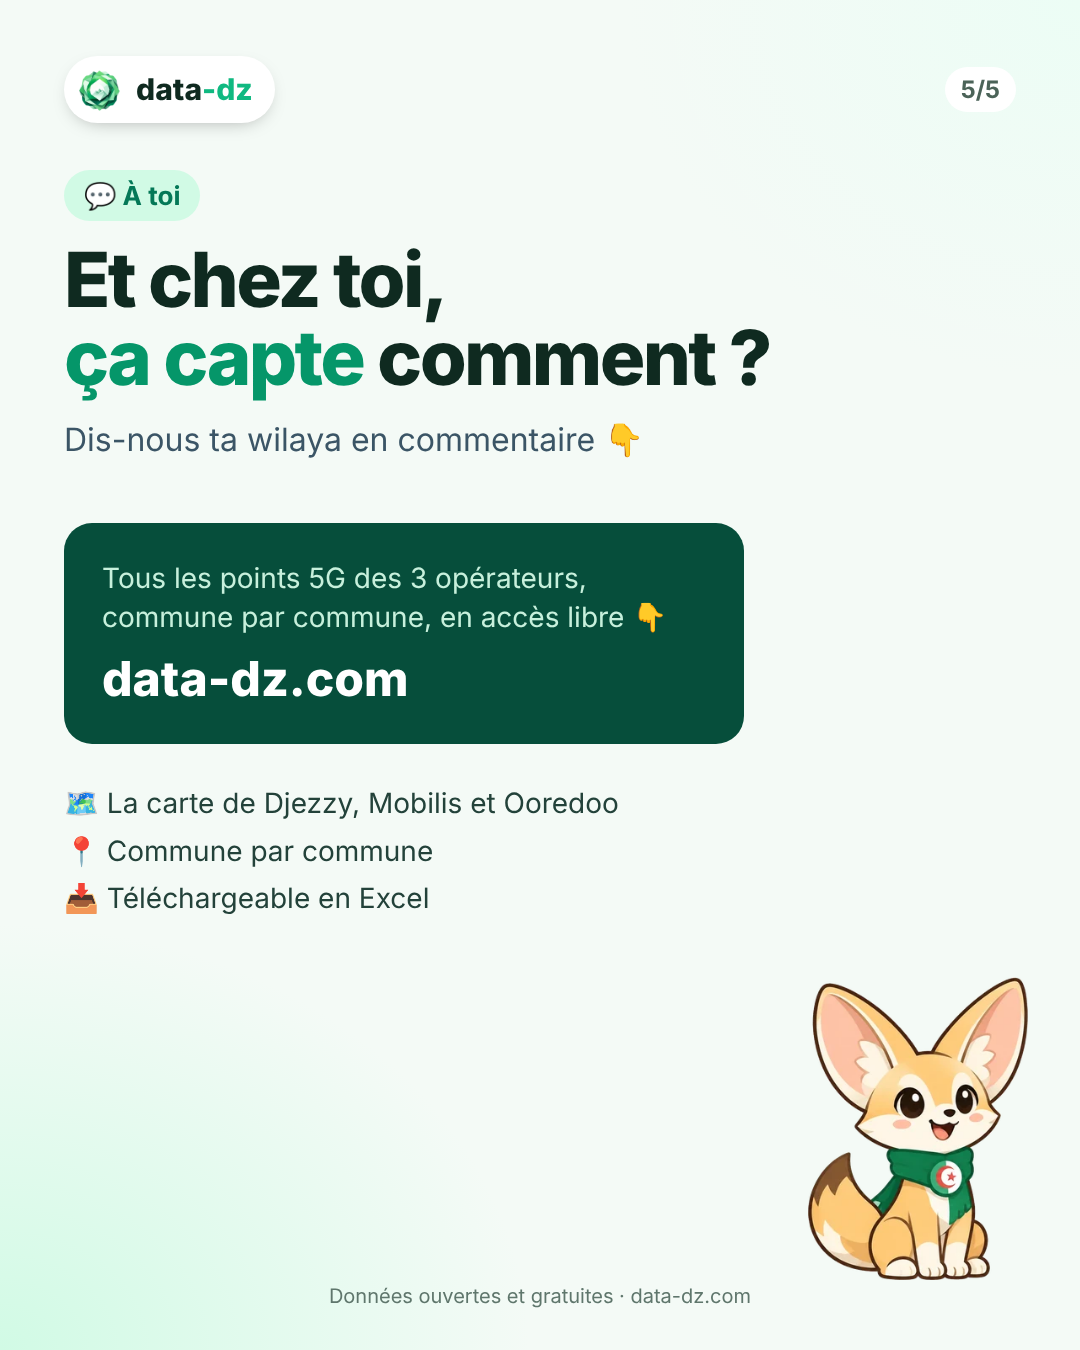 data-dz
5/5
💬 À toi
Et chez toi,
ça capte comment ?
Dis-nous ta wilaya en commentaire 👇
Tous les points 5G des 3 opérateurs,
commune par commune, en accès libre 👇
data-dz.com
🗺️ La carte de Djezzy, Mobilis et Ooredoo
📍 Commune par commune
📥 Téléchargeable en Excel
Données ouvertes et gratuites · data-dz.com